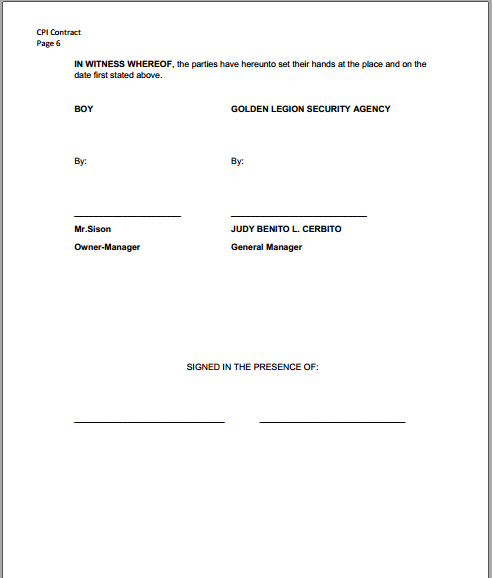 CPI Contract
Page 6
IN WITNESS WHEREOF, the parties have hereunto set their hands at the place and on the
date first stated above.
BOY GOLDEN LEGION SECURITY AGENCY
By: By:
Mr.Sison JUDY BENITO L. CERBITO
Owner-Manager General Manager
SIGNED IN THE PRESENCE OF: